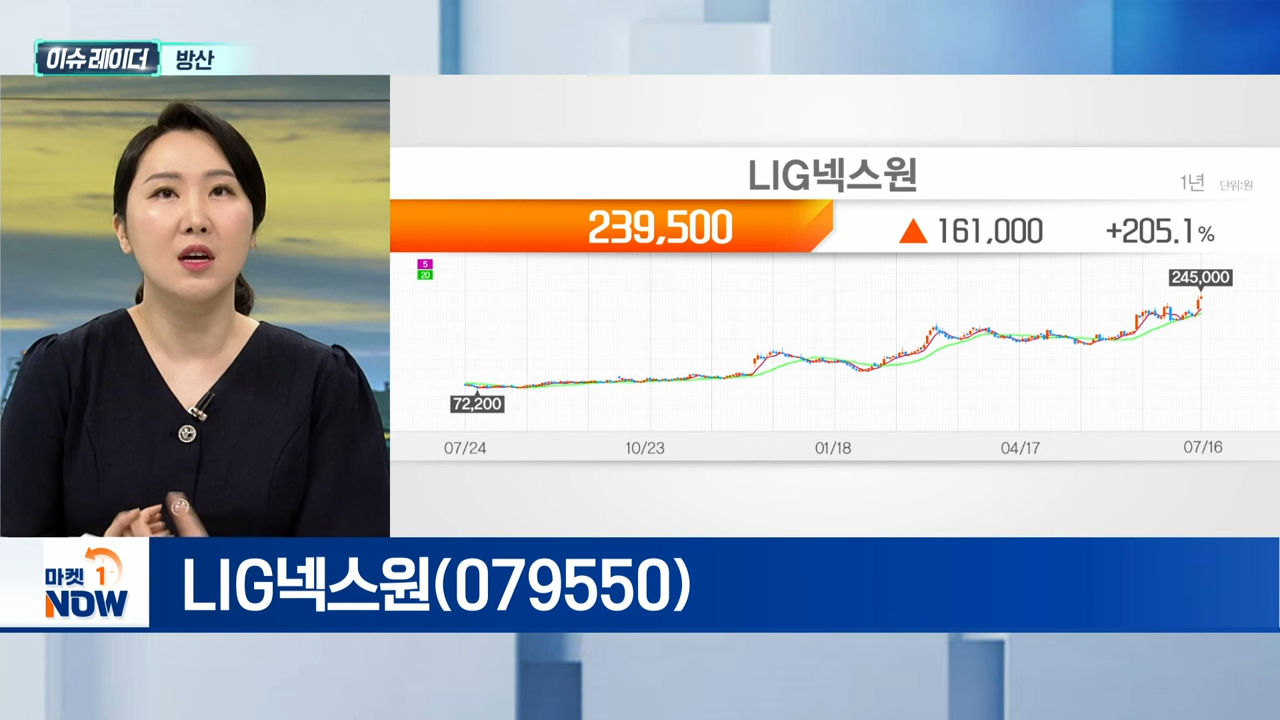 이슈 레이더 방산
LIG넥스원
1년 단위:원
239,500 ▲ 161,000 +205.1%
5
20
245,000
72,200
07/24 10/23 01/18 04/17 07/16
마켓 1
NOW
LIG넥스원(079550)